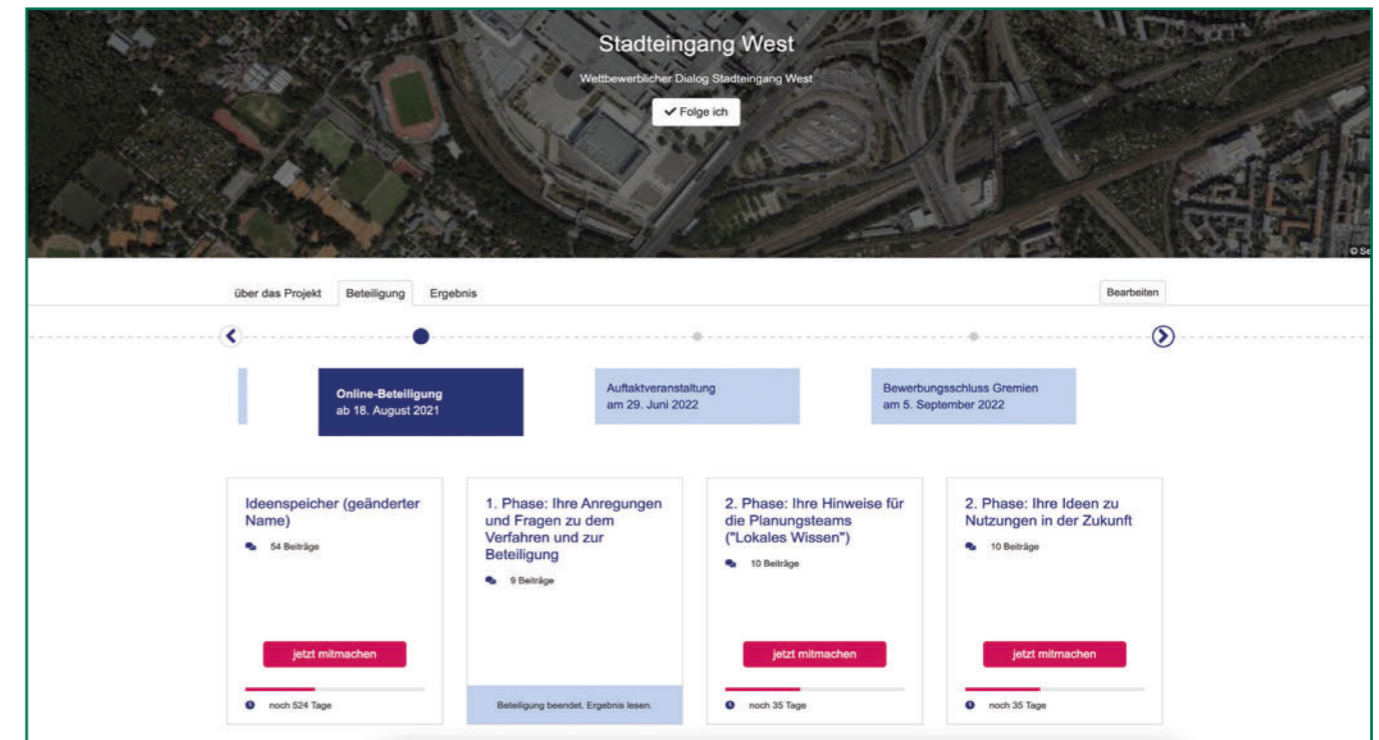 Stadteingang West
Wettbewerblicher Dialog Stadteingang West
Folge ich
© Se
über das Projekt Beteiligung Ergebnis Bearbeiten
Online-Beteiligung
ab 18. August 2021
Auftaktveranstaltung
am 29. Juni 2022
Bewerbungsschluss Gremien
am 5. September 2022
Ideenspeicher (geänderter
Name)
54 Beiträge
jetzt mitmachen
noch 524 Tage
1. Phase: Ihre Anregungen
und Fragen zu dem
Verfahren und zur
Beteiligung
9 Beiträge
Beteiligung beendet. Ergebnis lesen.
2. Phase: Ihre Hinweise für
die Planungsteams
("Lokales Wissen")
10 Beiträge
jetzt mitmachen
noch 35 Tage
2. Phase: Ihre Ideen zu
Nutzungen in der Zukunft
10 Beiträge
jetzt mitmachen
noch 35 Tage